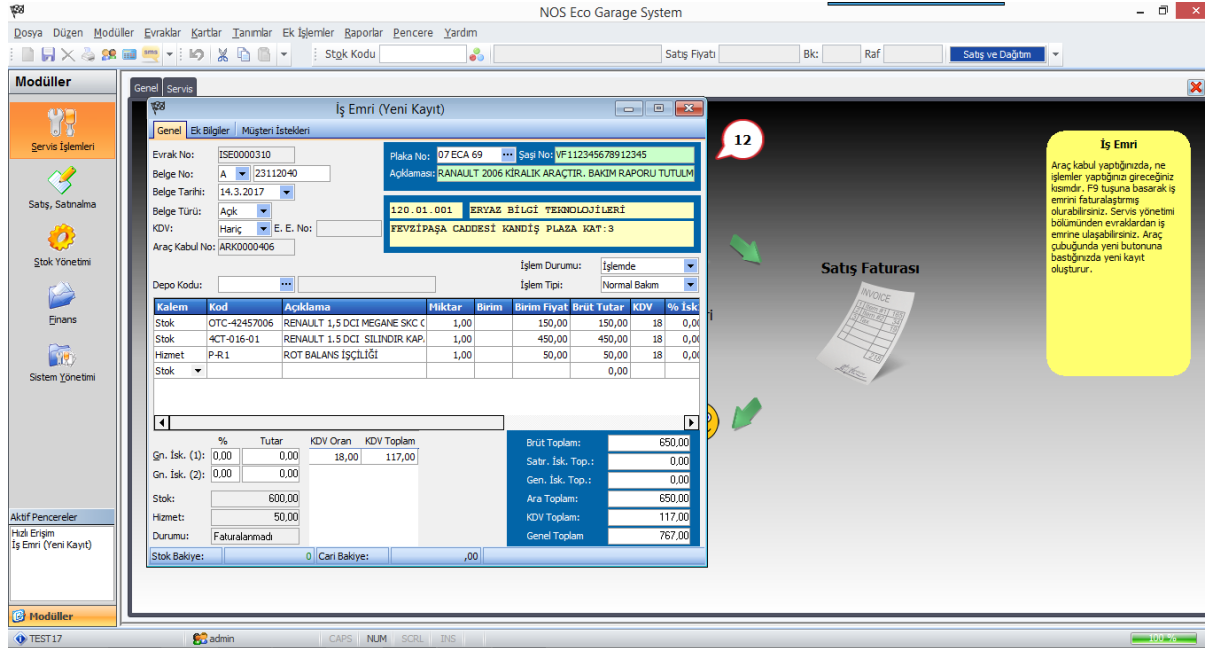 NOS Eco Garage System
Dosya Düzen Modüller Evraklar Kartlar Tanımlar Ek İşlemler Raporlar Pencere Yardım
Stok Kodu Satış Fiyatı Bk: Raf Satış ve Dağıtım
Modüller
Servis İşlemleri
Satış, Satınalma
Stok Yönetimi
Finans
Sistem Yönetimi
Aktif Pencereler
Hızlı Erişim
İş Emri (Yeni Kayıt)
Modüller
Genel Servis
İş Emri (Yeni Kayıt)
Genel Ek Bilgiler Müşteri İstekleri
Evrak No: ISE0000310
Belge No: A 23112040
Belge Tarihi: 14.3.2017
Belge Türü: Açık
KDV: Hariç E. E. No:
Araç Kabul No: ARK0000406
Plaka No: 07 ECA 69 ... Şaşi No: VF112345678912345
Açıklaması: RANAULT 2006 KİRALIK ARAÇTIR. BAKIM RAPORU TUTULM
120.01.001 ERYAZ BİLGİ TEKNOLOJİLERİ
FEVZİPAŞA CADDESİ KANDİŞ PLAZA KAT:3
İşlem Durumu: İşlemde
Depo Kodu: ... İşlem Tipi: Normal Bakım
Kalem Kod Açıklama Miktar Birim Birim Fiyat Brüt Tutar KDV % İsk
Stok OTC-42457006 RENAULT 1,5 DCI MEGANE SKC 1,00 150,00 150,00 18 0,00
Stok 4CT-016-01 RENAULT 1.5 DCI SILINDIR KAP. 1,00 450,00 450,00 18 0,00
Hizmet P-R1 ROT BALANS İŞÇİLİĞİ 1,00 50,00 50,00 18 0,00
Stok 0,00
% Tutar KDV Oran KDV Toplam
Gn. İsk. (1): 0,00 0,00 18,00 117,00
Gn. İsk. (2): 0,00 0,00
Stok: 600,00
Hizmet: 50,00
Durumu: Faturalanmadı
Brüt Toplam: 650,00
Satr. İsk. Top.: 0,00
Gen. İsk. Top.: 0,00
Ara Toplam: 650,00
KDV Toplam: 117,00
Genel Toplam 767,00
Stok Bakiye: 0 Cari Bakiye: ,00
12
Satış Faturası
INVOICE
İş Emri
Araç kabul yaptığınızda, ne
işlemler yaptığınızı gireceğiniz
kısımdır. F9 tuşuna basarak iş
emrini faturalaştırmış
olurabilirsiniz. Servis yönetimi
bölümünden evraklardan iş
emrine ulaşabilirsiniz. Araç
çubuğunda yeni butonuna
bastığınızda yeni kayıt
oluşturur.
TEST17 admin CAPS NUM SCRL INS 100 %